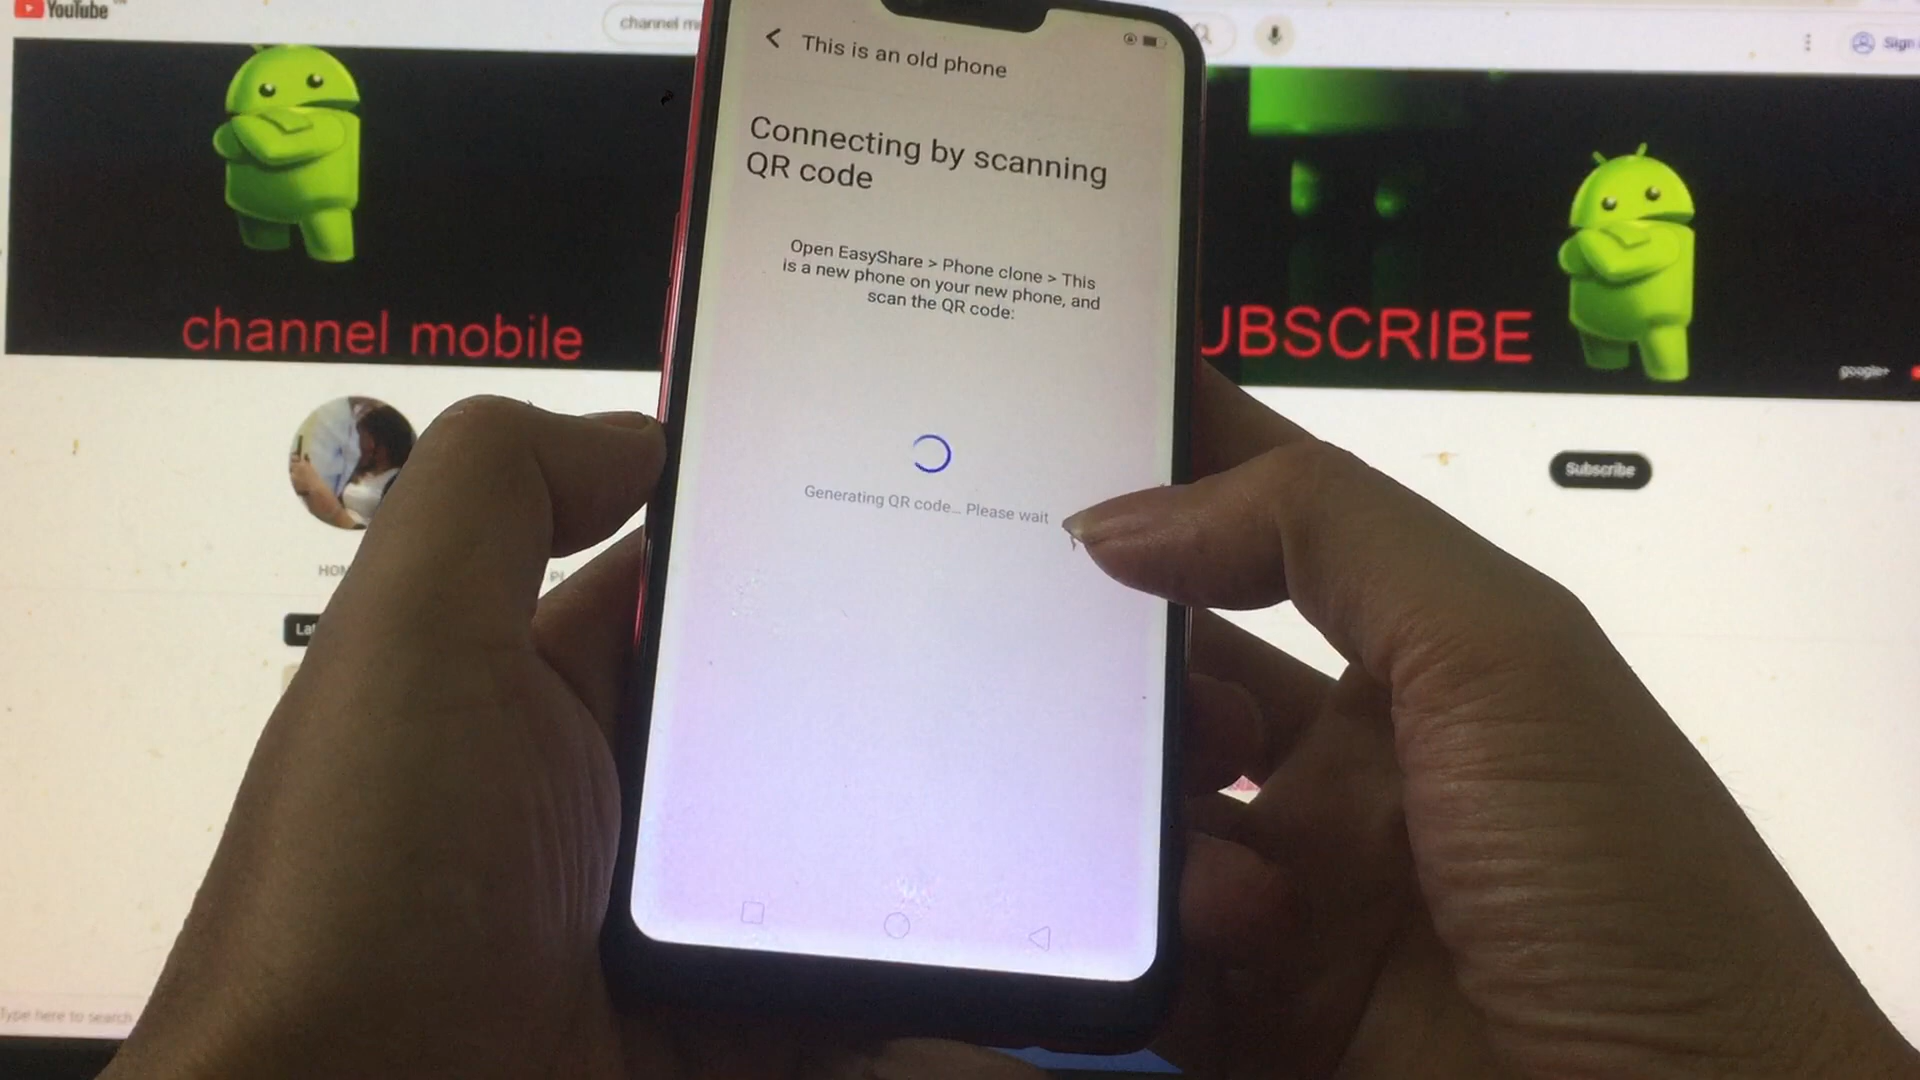 YouTube
channel m
Sign
This is an old phone
Connecting by scanning
QR code
Open EasyShare > Phone clone > This
is a new phone on your new phone, and
scan the QR code:
Generating QR code... Please wait
channel mobile
UBSCRIBE
google+
Subscribe
HOM
PL
Lat
Type here to search